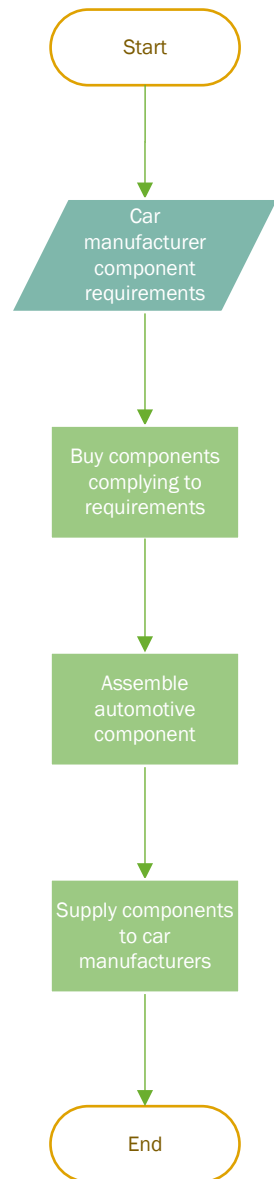 Start
Car
manufacturer
component
requirements
Buy components
complying to
requirements
Assemble
automotive
component
Supply components
to car
manufacturers
End